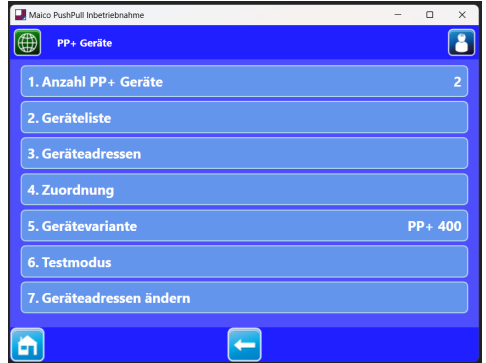 Maico PushPull Inbetriebnahme
PP+ Geräte
1. Anzahl PP+ Geräte 2
2. Geräteliste
3. Geräteadressen
4. Zuordnung
5. Gerätevariante PP+ 400
6. Testmodus
7. Geräteadressen ändern